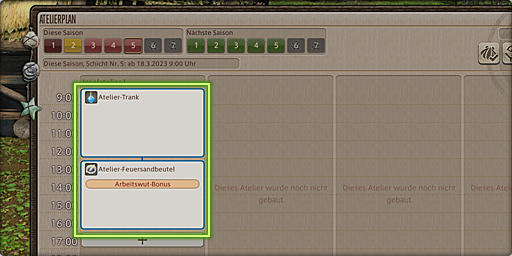 ATELIERPLAN
Diese Saison
Nächste Saison
1 2 3 4 5 6 7
1 2 3 4 5 6 7
Diese Saison, Schicht Nr. 5: ab 18.3.2023 9:00 Uhr
9:00
Atelier-Trank
10:00
11:00
12:00
13:00
Atelier-Feuersandbeutel
14:00
Arbeitswut-Bonus
Dieses Atelier wurde noch nicht gebaut.
Dieses Atelier wurde noch nicht gebaut.
Dieses Atelier
15:00
16:00
17:00